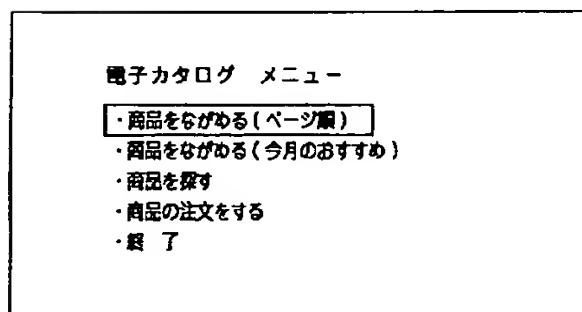 電子カタログ メニュー
・商品をながめる(ページ順)
・商品をながめる(今月のおすすめ)
・商品を探す
・商品の注文をする
・終 了